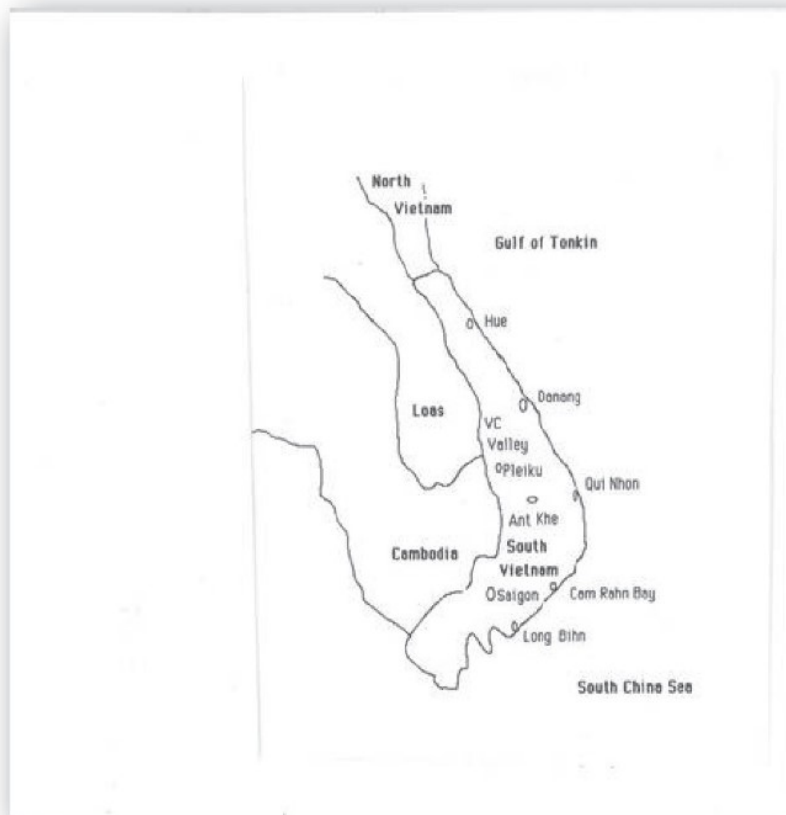 North
Vietnam
Gulf of Tonkin
Hue
Danang
Loas
VC
Valley
Pleiku
Qui Nhon
Ant Khe
Cambodia
South
Vietnam
Saigon
Cam Rahn Bay
Long Bihn
South China Sea